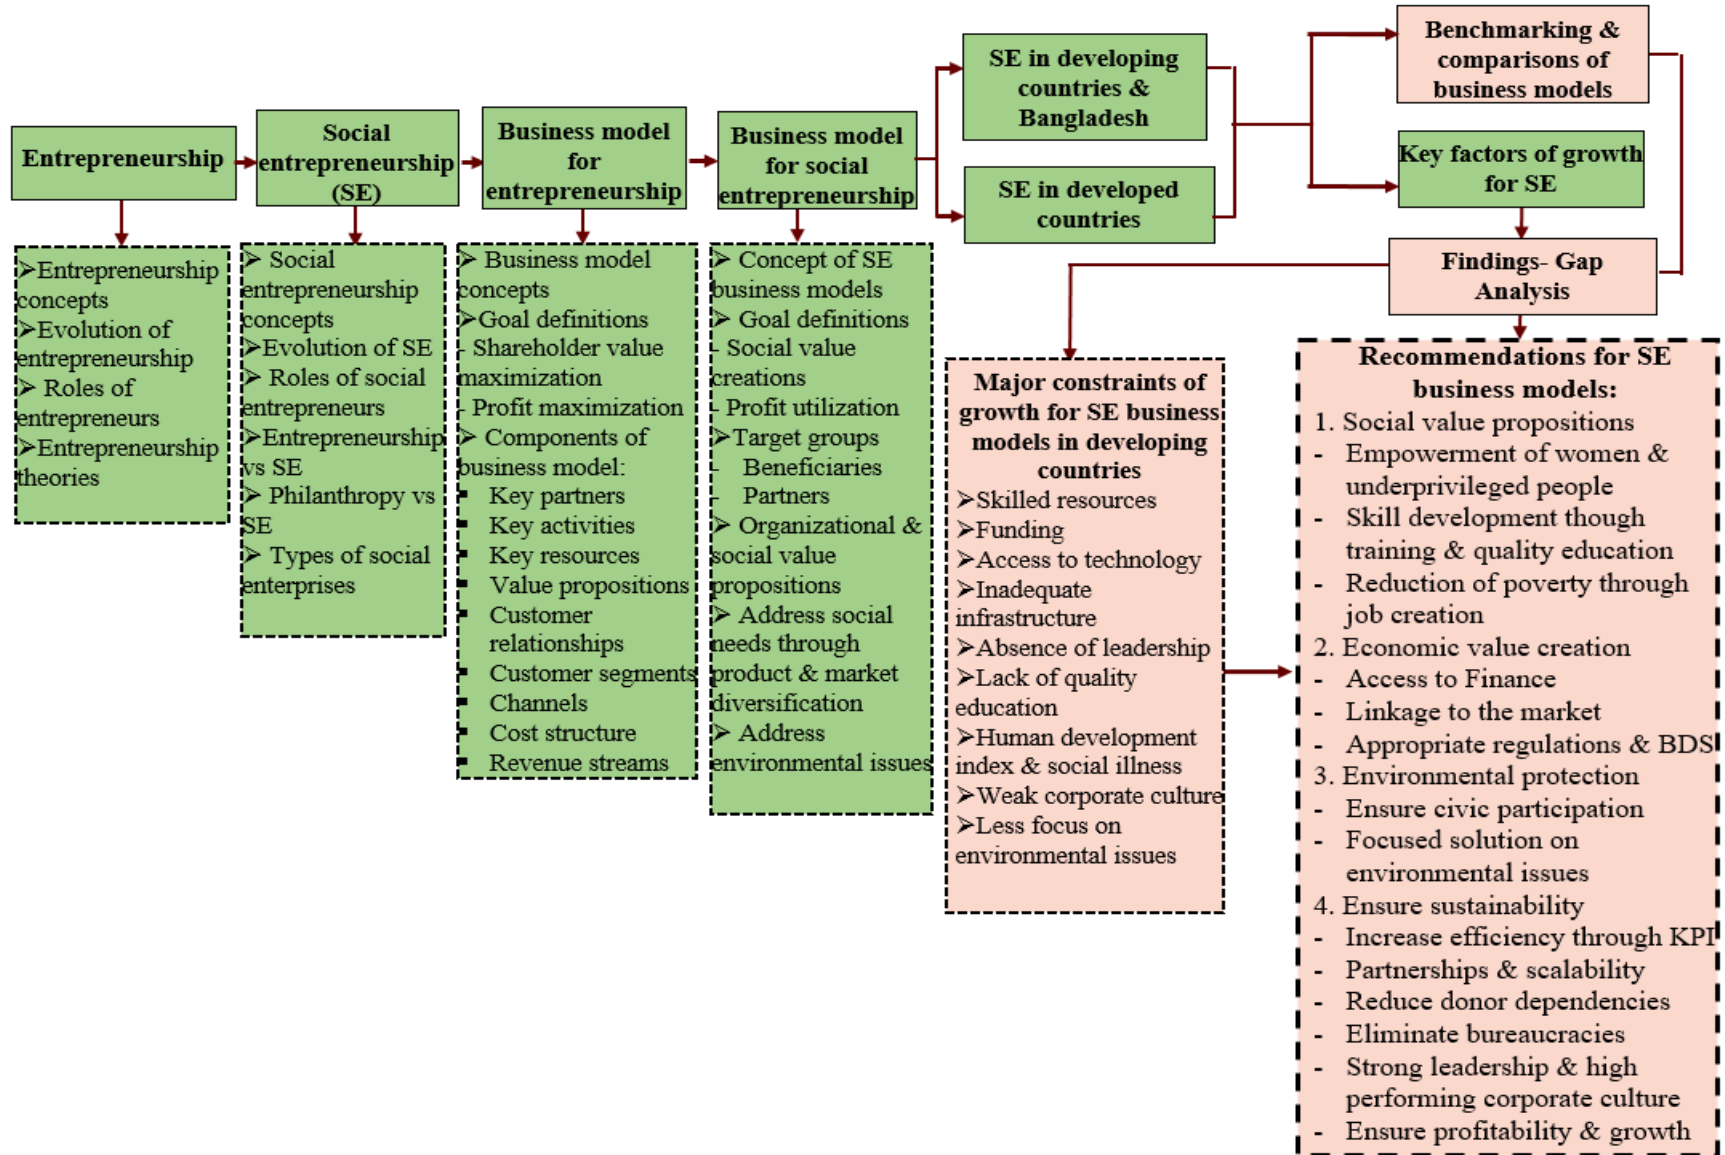 Entrepreneurship
Social
entrepreneurship
(SE)
Business model
for
entrepreneurship
Business model
for social
entrepreneurship
SE in developing
countries &
Bangladesh
SE in developed
countries
Benchmarking &
comparisons of
business models
Key factors of growth
for SE
Findings- Gap
Analysis
➢Entrepreneurship
concepts
➢Evolution of
entrepreneurship
➢ Roles of
entrepreneurs
➢Entrepreneurship
theories
➢ Social
entrepreneurship
concepts
➢Evolution of SE
➢ Roles of social
entrepreneurs
➢Entrepreneurship
vs SE
➢ Philanthropy vs
SE
➢ Types of social
enterprises
➢ Business model
concepts
➢Goal definitions
- Shareholder value
maximization
- Profit maximization
➢ Components of
business model:
▪ Key partners
▪ Key activities
▪ Key resources
▪ Value propositions
▪ Customer
relationships
▪ Customer segments
▪ Channels
▪ Cost structure
▪ Revenue streams
➢ Concept of SE
business models
➢ Goal definitions
- Social value
creations
- Profit utilization
➢Target groups
- Beneficiaries
- Partners
➢ Organizational &
social value
propositions
➢ Address social
needs through
product & market
diversification
➢ Address
environmental issues
Major constraints of
growth for SE business
models in developing
countries
➢Skilled resources
➢Funding
➢Access to technology
➢Inadequate
infrastructure
➢Absence of leadership
➢Lack of quality
education
➢Human development
index & social illness
➢Weak corporate culture
➢Less focus on
environmental issues
Recommendations for SE
business models:
1. Social value propositions
- Empowerment of women &
underprivileged people
- Skill development though
training & quality education
- Reduction of poverty through
job creation
2. Economic value creation
- Access to Finance
- Linkage to the market
- Appropriate regulations & BDS
3. Environmental protection
- Ensure civic participation
- Focused solution on
environmental issues
4. Ensure sustainability
- Increase efficiency through KPI
- Partnerships & scalability
- Reduce donor dependencies
- Eliminate bureaucracies
- Strong leadership & high
performing corporate culture
- Ensure profitability & growth